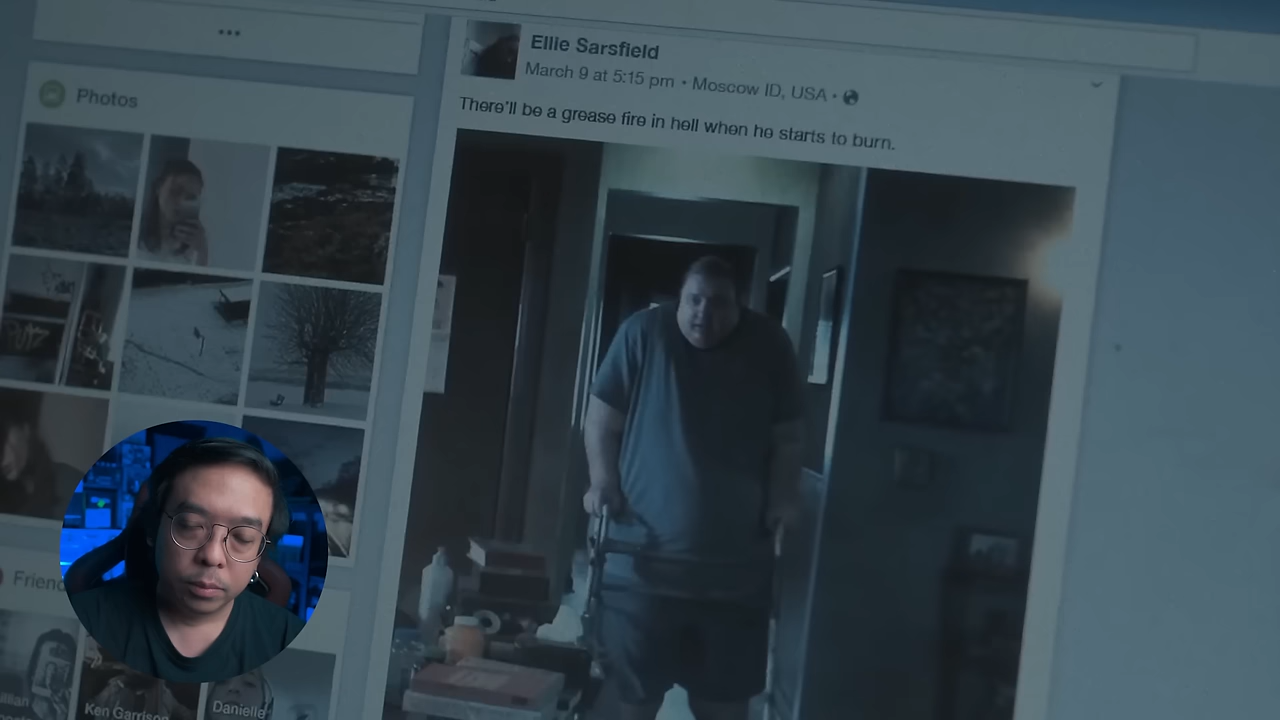 Ellie Sarsfield
March 9 at 5:15 pm • Moscow ID, USA •
There'll be a grease fire in hell when he starts to burn.
Photos
Friend
Ken Garrison
Danielle